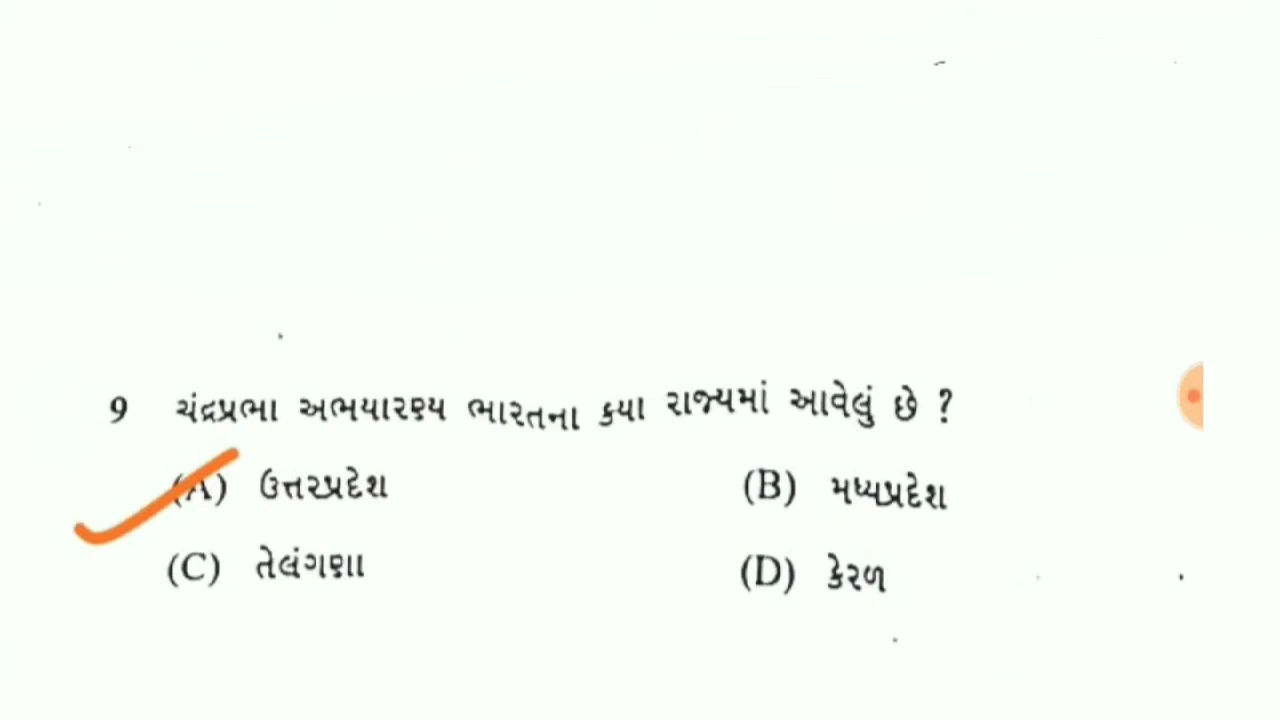 9 ચંદ્રપ્રભા અભયારણ્ય ભારતના કયા રાજ્યમાં આવેલું છે ?
(A) ઉત્તરપ્રદેશ (B) મધ્યપ્રદેશ
(C) તેલંગણા (D) કેરળ